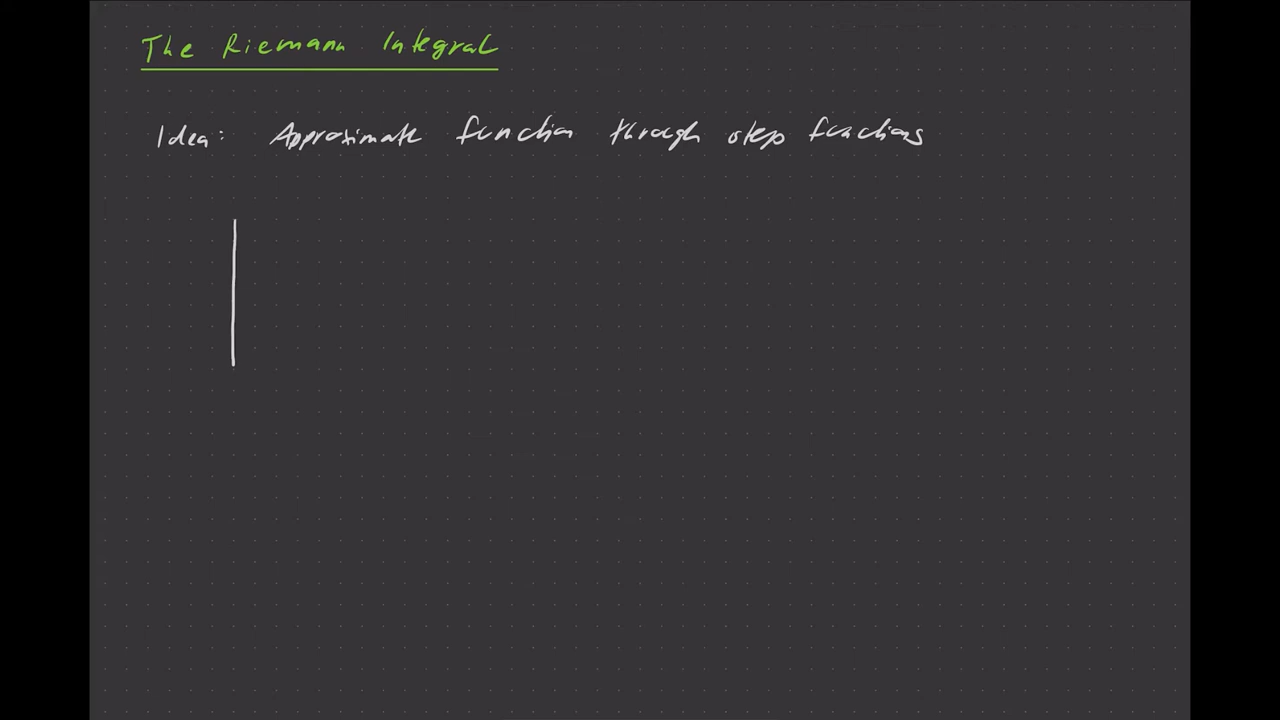 The Riemann Integral
Idea: Approximate function through step functions